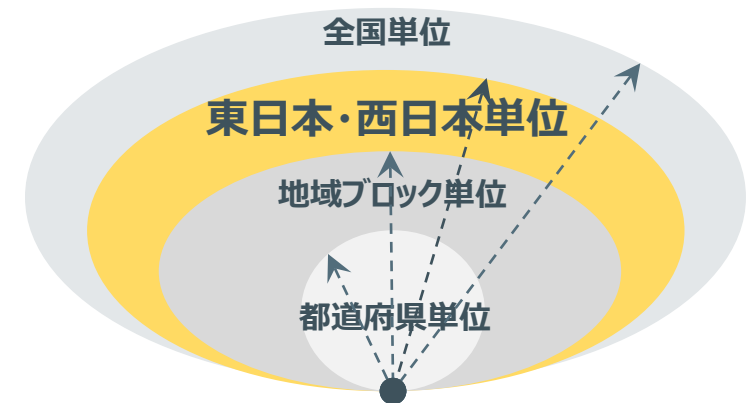 全国単位
東日本・西日本単位
地域ブロック単位
都道府県単位